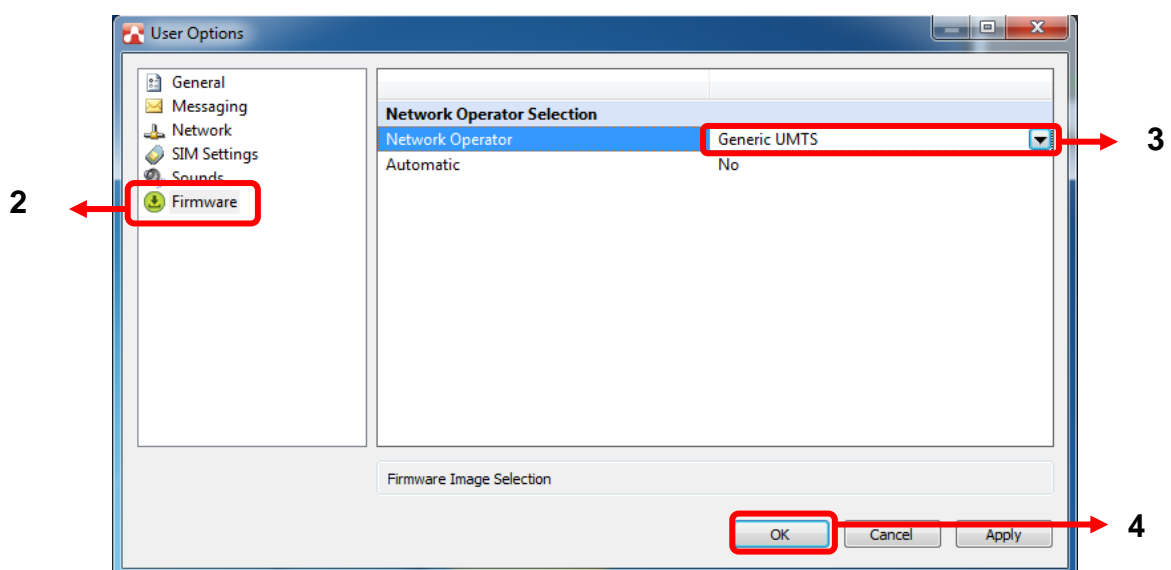 User Options
General
Messaging
Network
SIM Settings
Sounds
Firmware
Network Operator Selection
Network Operator Generic UMTS
Automatic No
Firmware Image Selection
OK Cancel Apply
2
3
4